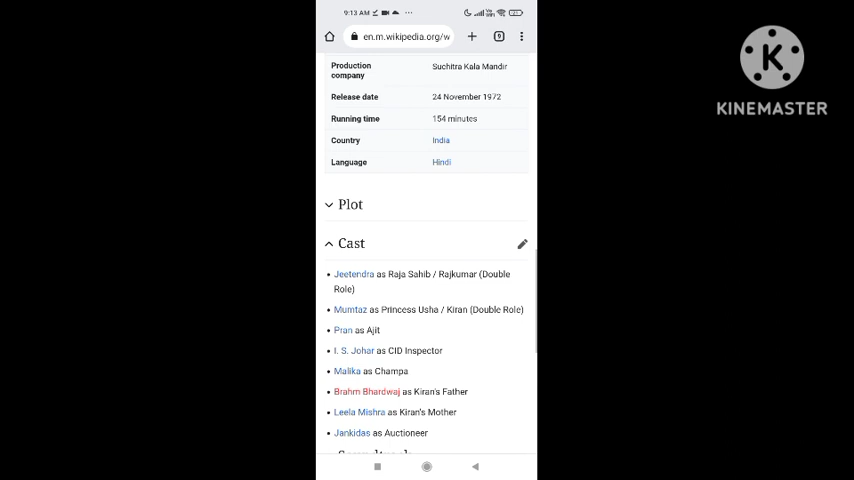 9:13 AM
en.m.wikipedia.org/w
9
Production
company
Suchitra Kala Mandir
Release date
24 November 1972
Running time
154 minutes
Country
India
Language
Hindi
Plot
Cast
Jeetendra as Raja Sahib / Rajkumar (Double
Role)
Mumtaz as Princess Usha / Kiran (Double Role)
Pran as Ajit
I. S. Johar as CID Inspector
Malika as Champa
Brahm Bhardwaj as Kiran's Father
Leela Mishra as Kiran's Mother
Jankidas as Auctioneer
K
KINEMASTER